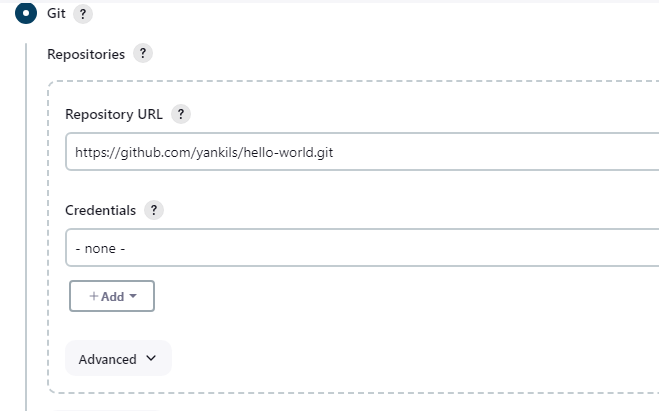 Git ?
Repositories ?
Repository URL ?
https://github.com/yankils/hello-world.git
Credentials ?
- none -
+Add
Advanced